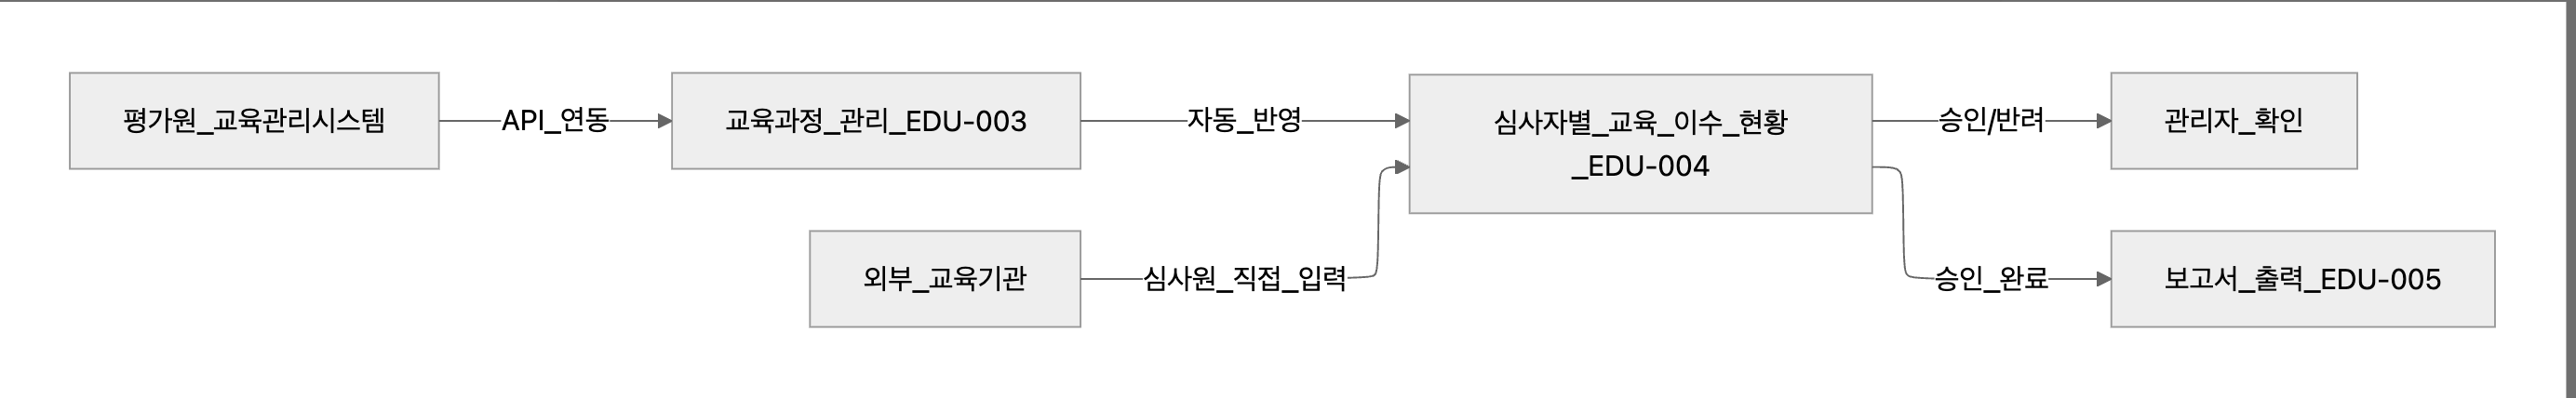 평가원_교육관리시스템
API_연동
교육과정_관리_EDU-003
자동_반영
심사자별_교육_이수_현황
_EDU-004
승인/반려
관리자_확인
외부_교육기관
심사원_직접_입력
승인_완료
보고서_출력_EDU-005